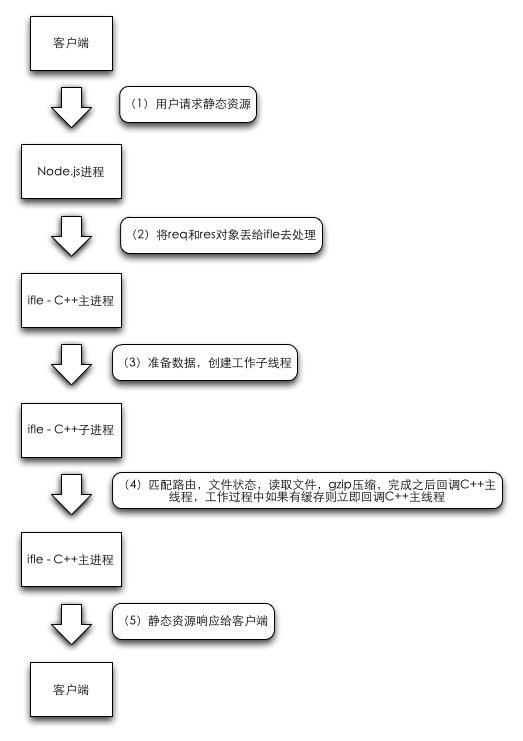 客户端
（1）用户请求静态资源
Node.js进程
（2）将req和res对象丢给ifle去处理
ifle - C++主进程
（3）准备数据，创建工作子线程
ifle - C++子进程
（4）匹配路由，文件状态，读取文件，gzip压缩，完成之后回调C++主
线程，工作过程中如果有缓存则立即回调C++主线程
ifle - C++主进程
（5）静态资源响应给客户端
客户端